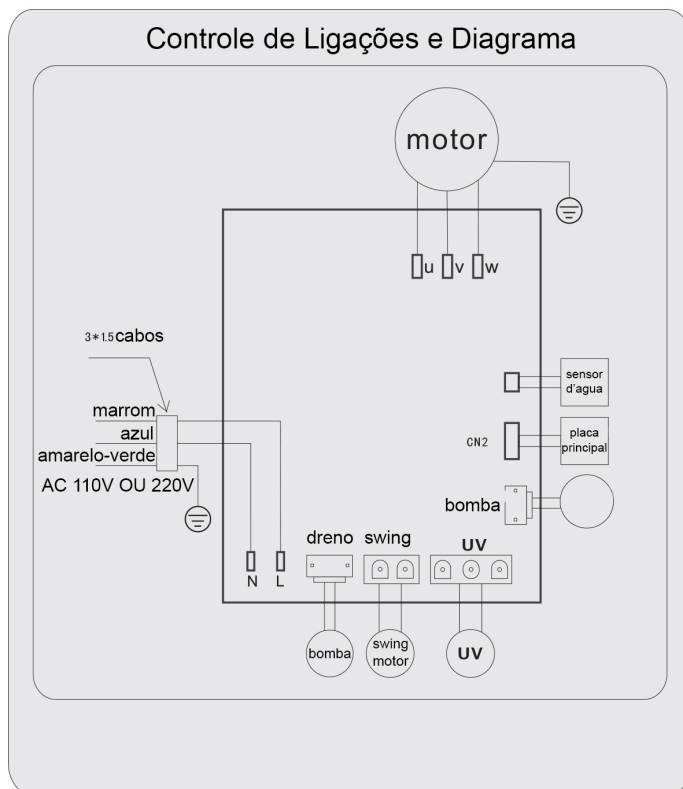 Controle de Ligações e Diagrama
motor
u v w
3*1.5cabos
marrom
azul
amarelo-verde
AC 110V OU 220V
sensor
d'agua
CN2
placa
principal
bomba
dreno swing UV
N L
bomba
swing
motor
UV